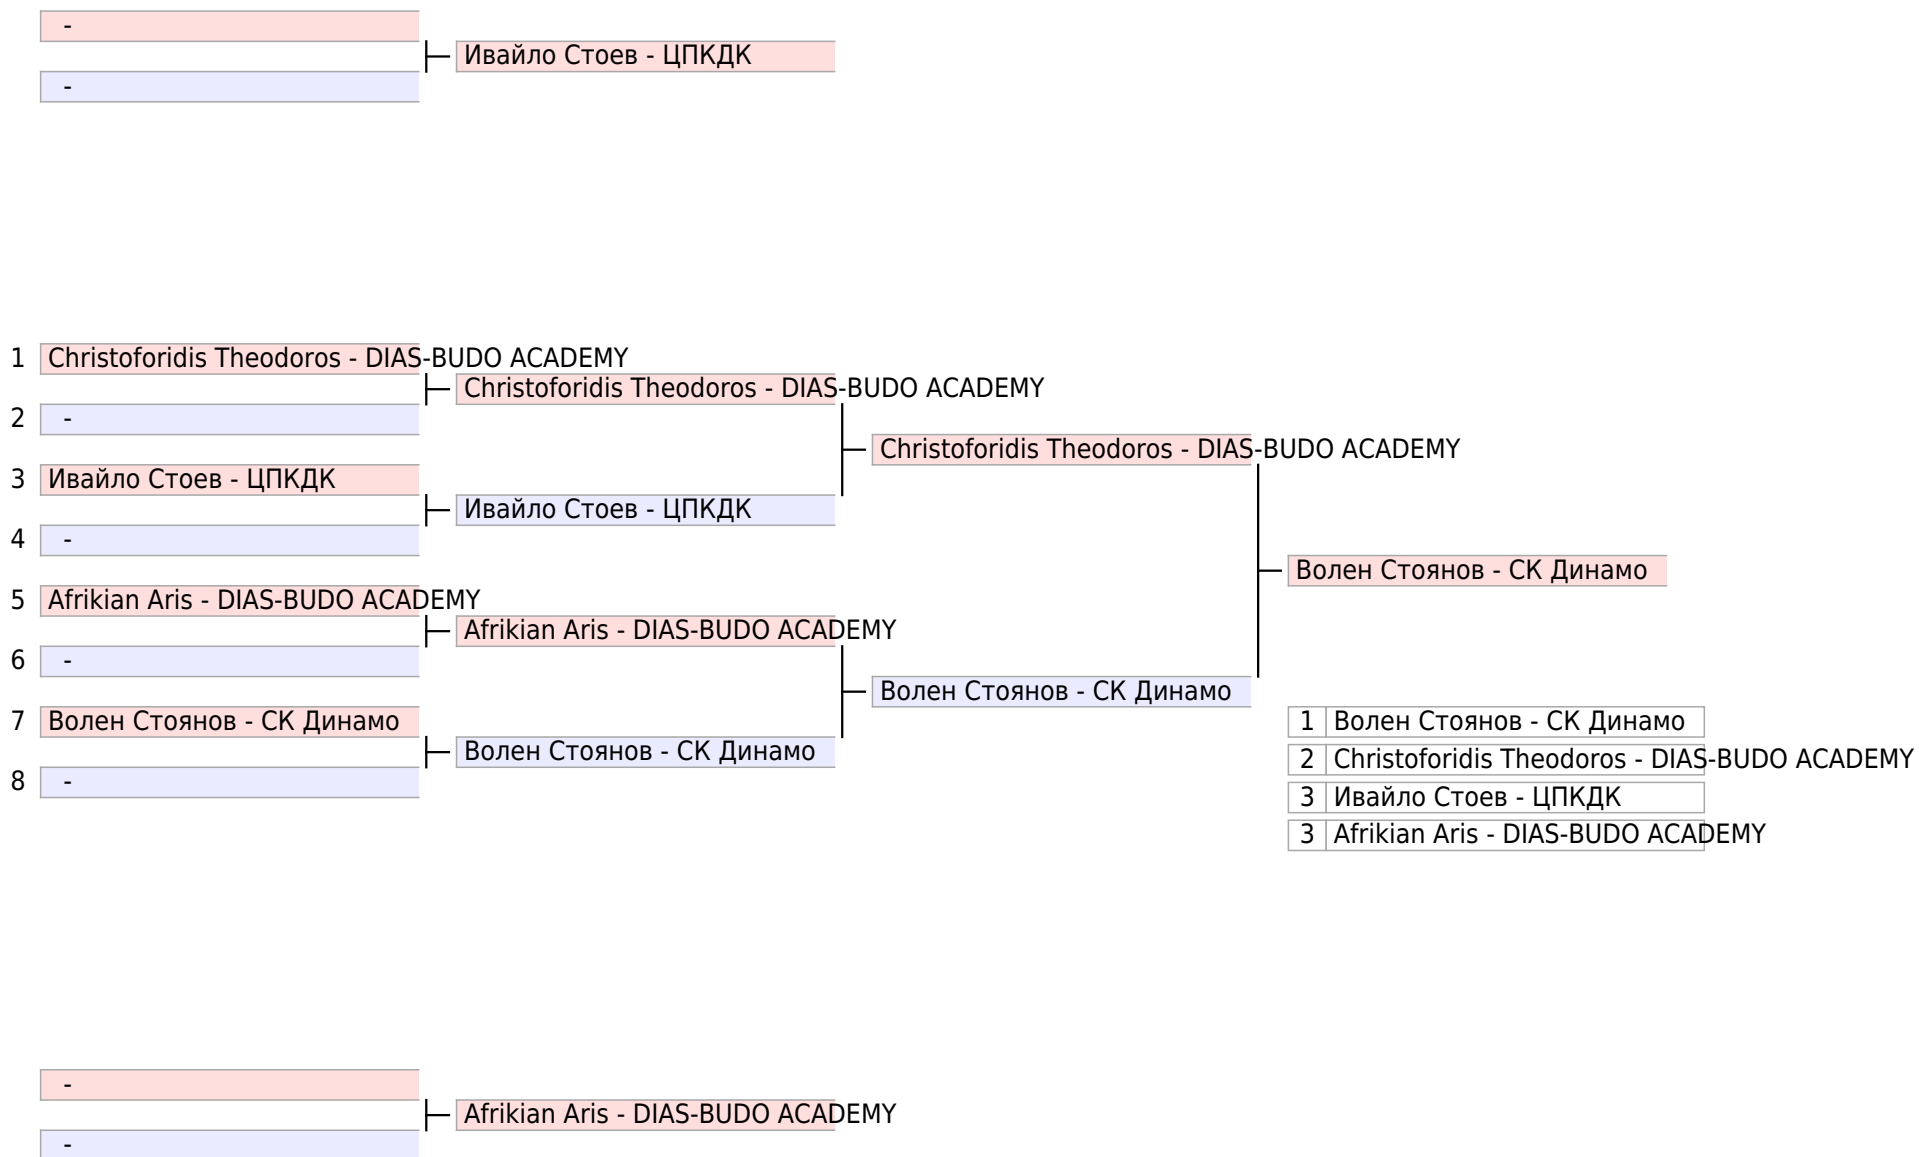 -
Ивайло Стоев - ЦПКДК
-
1 Christoforidis Theodoros - DIAS-BUDO ACADEMY
Christoforidis Theodoros - DIAS-BUDO ACADEMY
2 -
Christoforidis Theodoros - DIAS-BUDO ACADEMY
3 Ивайло Стоев - ЦПКДК
Ивайло Стоев - ЦПКДК
4 -
Волен Стоянов - СК Динамо
5 Afrikian Aris - DIAS-BUDO ACADEMY
Afrikian Aris - DIAS-BUDO ACADEMY
6 -
Волен Стоянов - СК Динамо
7 Волен Стоянов - СК Динамо
Волен Стоянов - СК Динамо
8 -
1 Волен Стоянов - СК Динамо
2 Christoforidis Theodoros - DIAS-BUDO ACADEMY
3 Ивайло Стоев - ЦПКДК
3 Afrikian Aris - DIAS-BUDO ACADEMY
-
Afrikian Aris - DIAS-BUDO ACADEMY
-